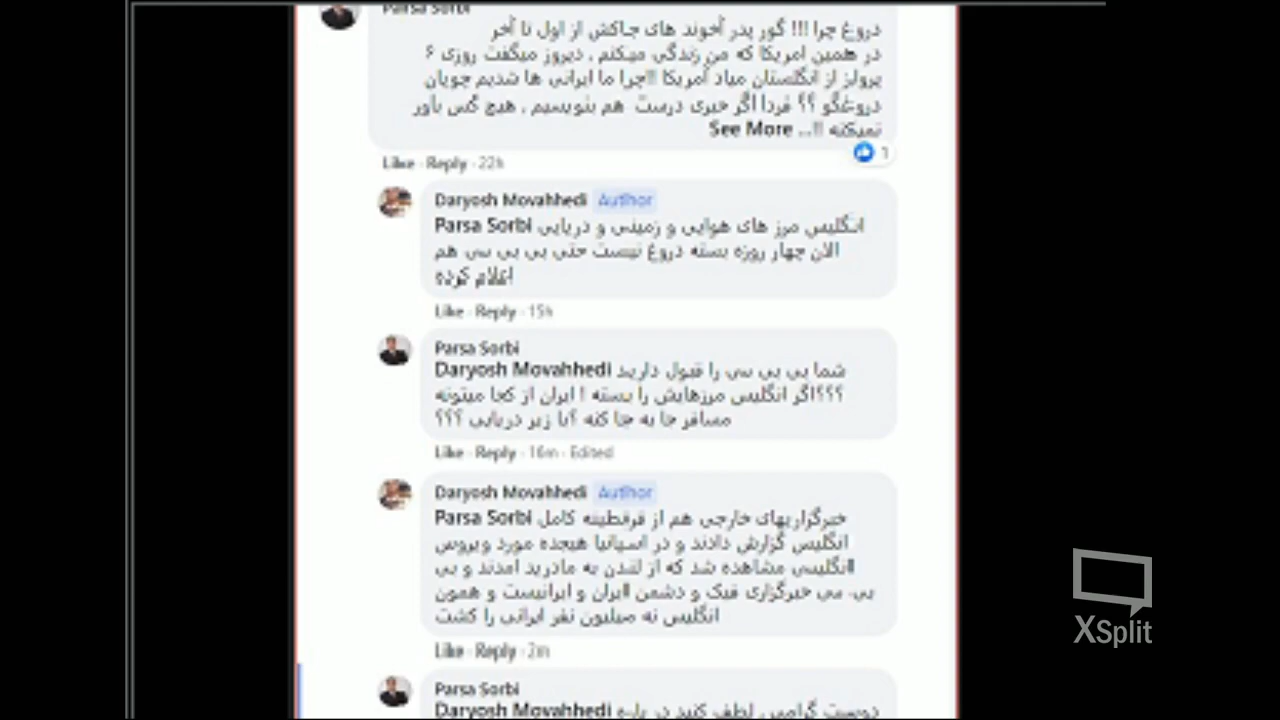 Parsa Sorbi
دروغ چرا !!! گور پدر آخوند های جاکش از اول تا آخر
در همین امریکا که من زندگی میکنم , دیروز میگفت روزی ۶
پرواز از انگلستان میاد آمریکا !!چرا ما ایرانی ها شدیم چوپان
دروغگو ؟؟ فردا اگر خبری درست هم بنویسیم , هیچ کس باور
نمیکنه !!... See More
1
Like · Reply · 22h
Daryosh Movahhedi Author
Parsa Sorbi انگلیس مرز های هوایی و زمینی و دریایی
الان چهار روزه بسته دروغ نیست حتی بی بی سی هم
اعلام کرده
Like · Reply · 15h
Parsa Sorbi
Daryosh Movahhedi شما بی بی سی را قبول دارید
؟؟؟اگر انگلیس مرزهایش را بسته ! ایران از کجا میتونه
مسافر جا به جا کنه ؟با زیر دریایی ؟؟؟
Like · Reply · 16m · Edited
Daryosh Movahhedi Author
Parsa Sorbi خبرگزاریهای خارجی هم از قرنطینه کامل
انگلیس گزارش دادند و در اسپانیا هیجده مورد ویروس
انگلیسی مشاهده شد که از لندن به مادرید امدند و بی
بی سی خبرگزاری فیک و دشمن ایران و ایرانیست و همون
انگلیس نه میلیون نفر ایرانی را کشت
Like · Reply · 2m
Parsa Sorbi
Daryosh Movahhedi دوست گرامی , لطف کنید در باره
XSplit